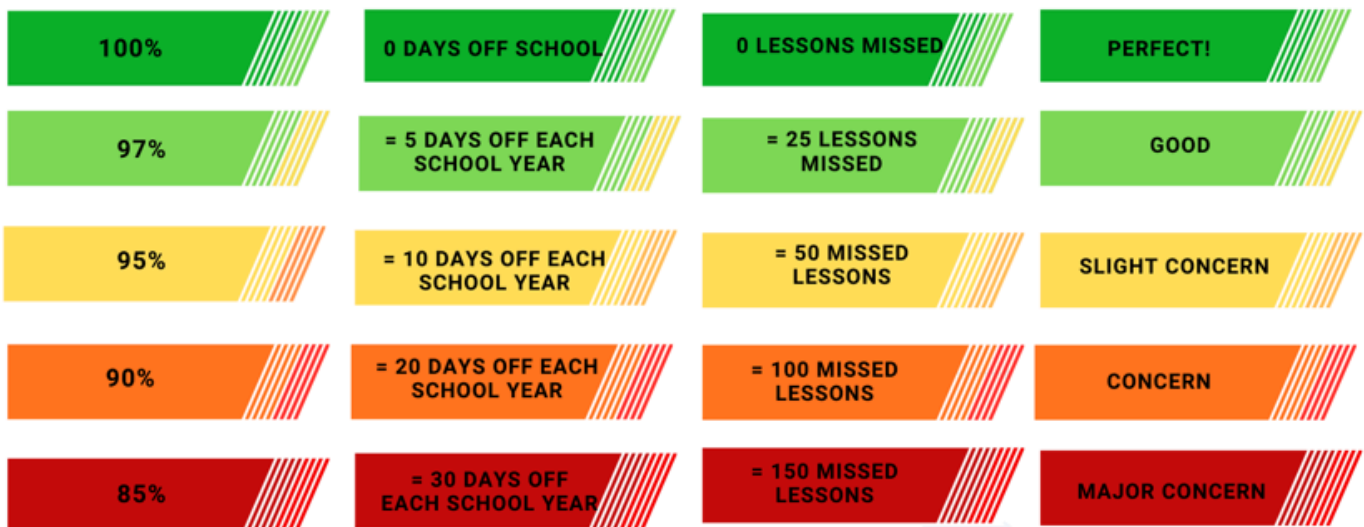 100%
0 DAYS OFF SCHOOL
0 LESSONS MISSED
PERFECT!
97%
= 5 DAYS OFF EACH
SCHOOL YEAR
= 25 LESSONS
MISSED
GOOD
95%
= 10 DAYS OFF EACH
SCHOOL YEAR
= 50 MISSED
LESSONS
SLIGHT CONCERN
90%
= 20 DAYS OFF EACH
SCHOOL YEAR
= 100 MISSED
LESSONS
CONCERN
85%
= 30 DAYS OFF
EACH SCHOOL YEAR
= 150 MISSED
LESSONS
MAJOR CONCERN